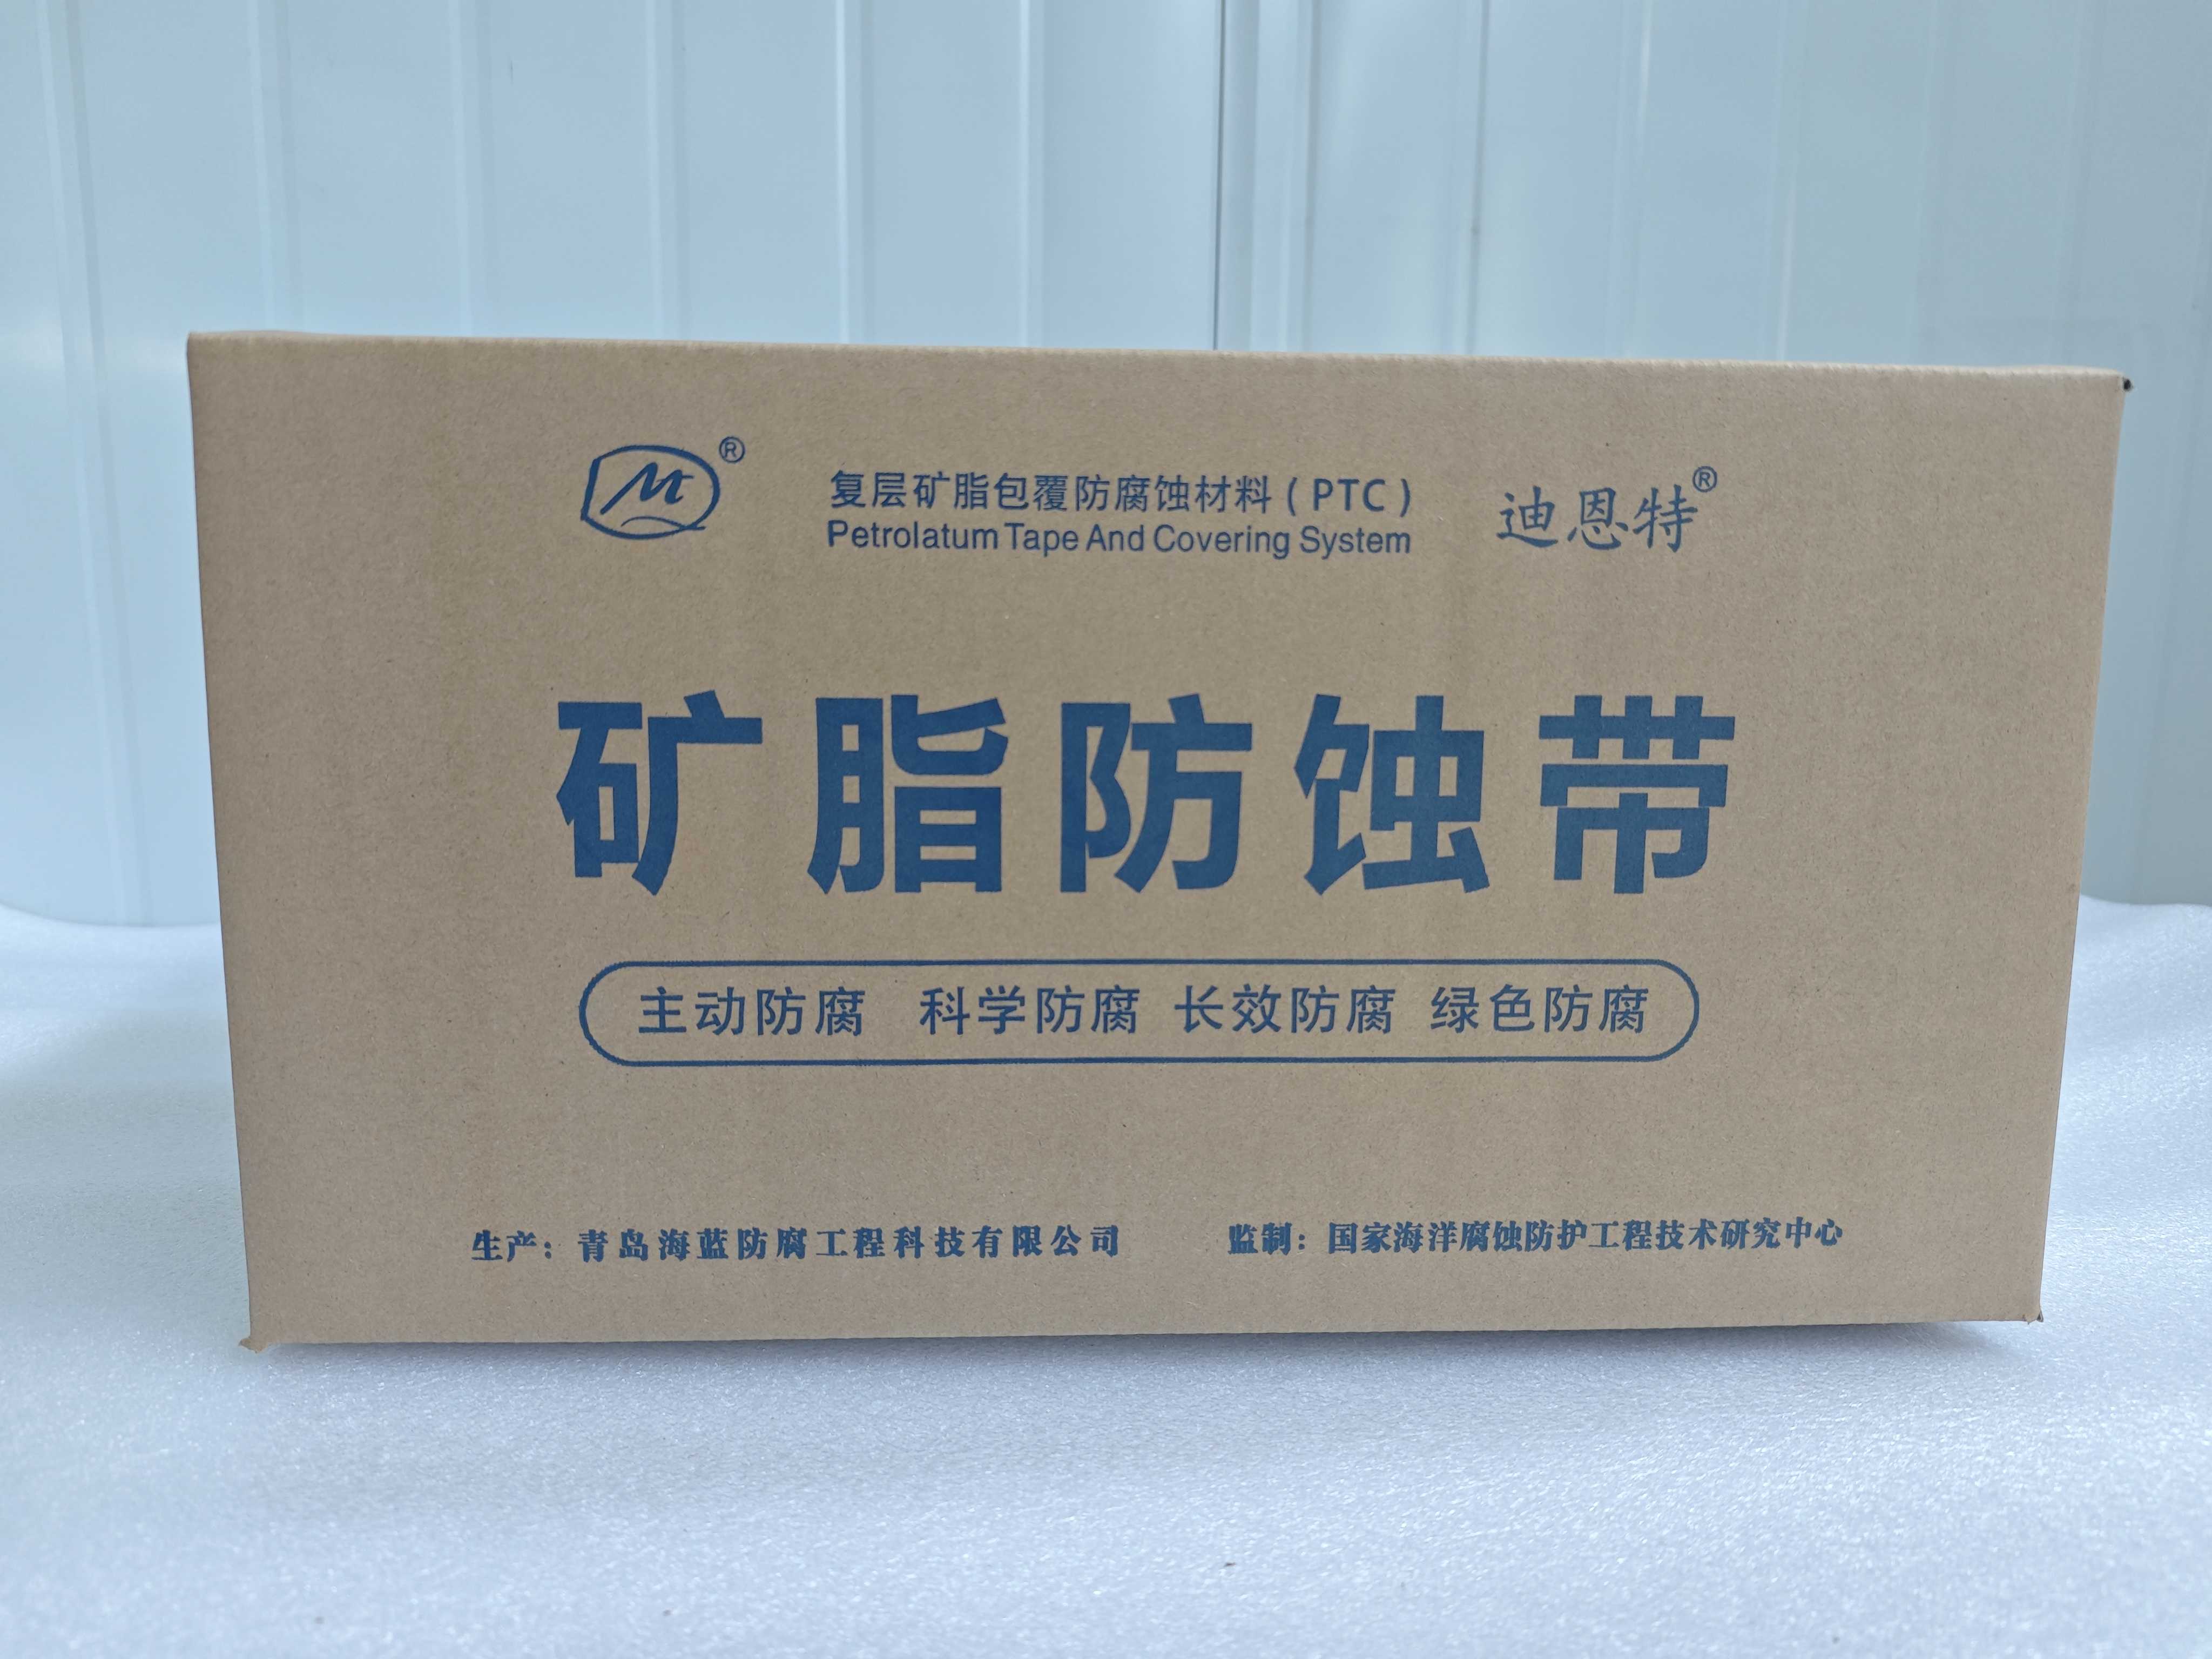 复层矿脂包覆防腐蚀材料(PTC)
Petrolatum Tape And Covering System
迪恩特®
矿脂防蚀带
主动防腐 科学防腐 长效防腐 绿色防腐
生产:青岛海蓝防腐工程科技有限公司
监制:国家海洋腐蚀防护工程技术研究中心